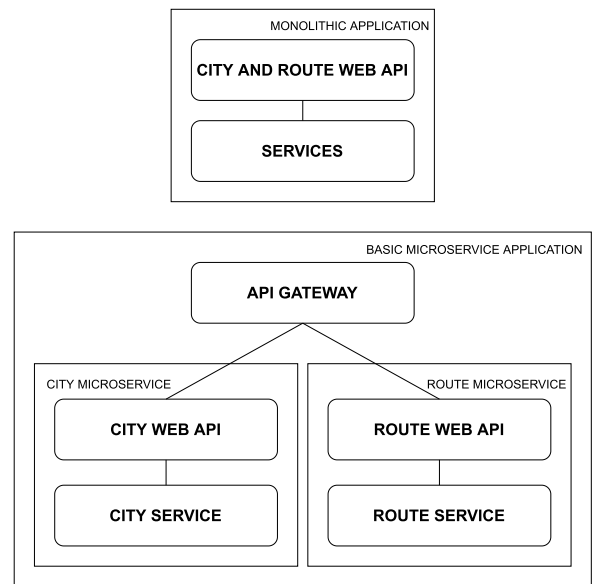 MONOLITHIC APPLICATION
CITY AND ROUTE WEB API
SERVICES
BASIC MICROSERVICE APPLICATION
API GATEWAY
CITY MICROSERVICE
ROUTE MICROSERVICE
CITY WEB API
ROUTE WEB API
CITY SERVICE
ROUTE SERVICE